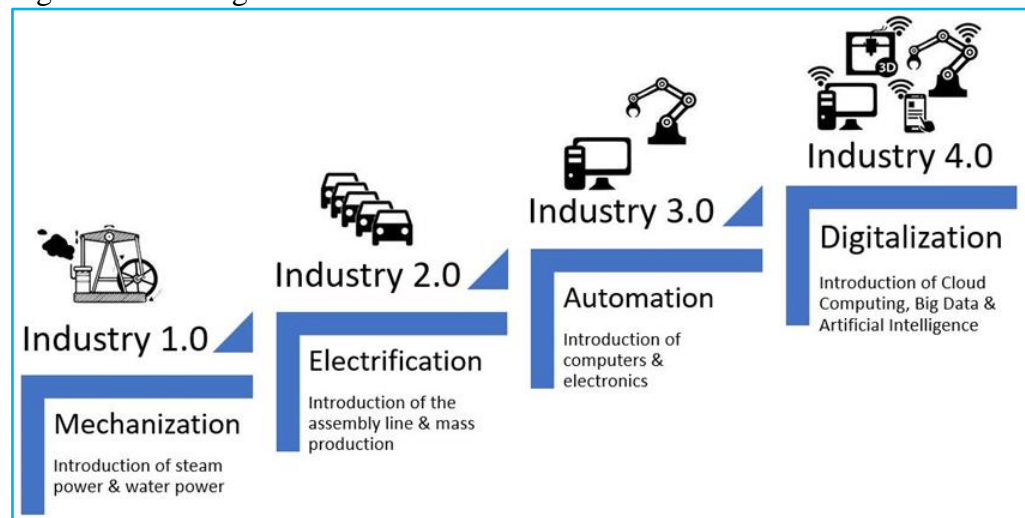 Industry 1.0
Mechanization
Introduction of steam
power & water power
Industry 2.0
Electrification
Introduction of the
assembly line & mass
production
Industry 3.0
Automation
Introduction of
computers &
electronics
3D
Industry 4.0
Digitalization
Introduction of Cloud
Computing, Big Data &
Artificial Intelligence